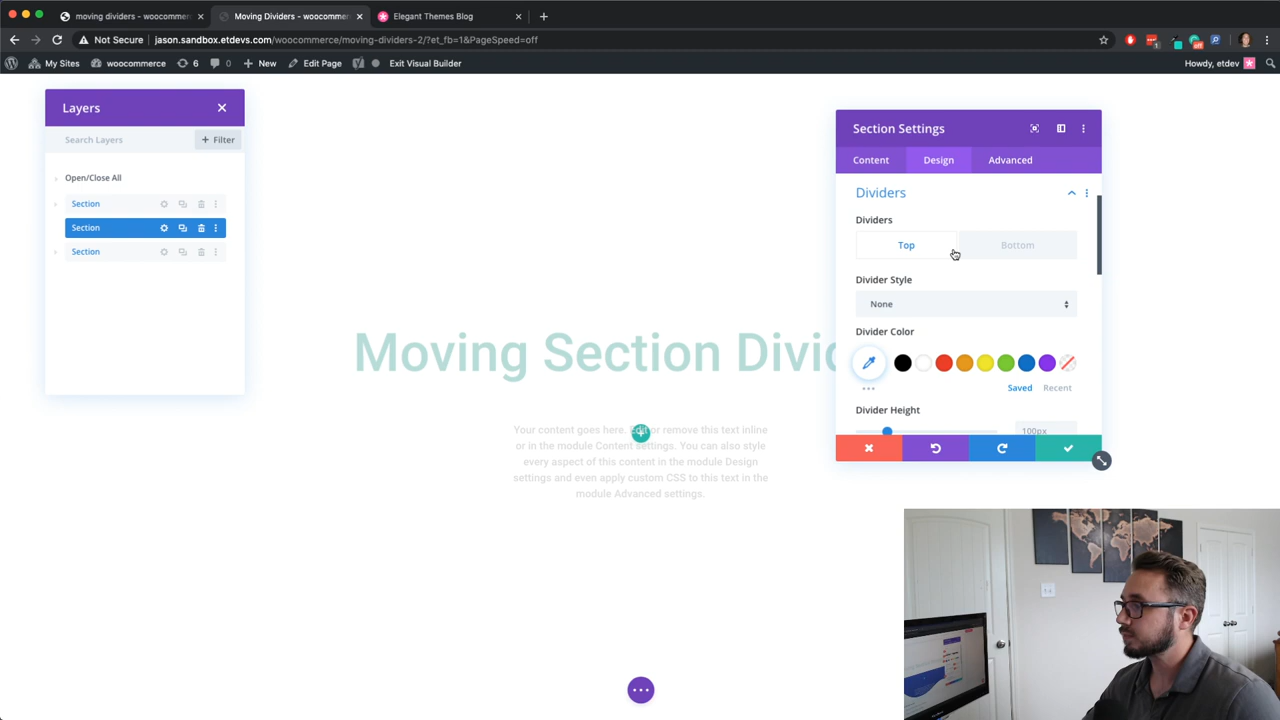 moving dividers - woocommerc
Moving Dividers - woocommerc
Elegant Themes Blog
Not Secure
jason.sandbox.etdevs.com/woocommerce/moving-dividers-2/?et_fb=1&PageSpeed=off
My Sites
woocommerce
6
0
New
Edit Page
Exit Visual Builder
Howdy, etdev
Layers
Search Layers
+ Filter
Open/Close All
Section
Section
Section
Section Settings
Content
Design
Advanced
Dividers
Dividers
Top
Bottom
Divider Style
None
Divider Color
Saved
Recent
Divider Height
100px
Moving Section Divid
Your content goes here. Edit or remove this text inline
or in the module Content settings. You can also style
every aspect of this content in the module Design
settings and even apply custom CSS to this text in the
module Advanced settings.